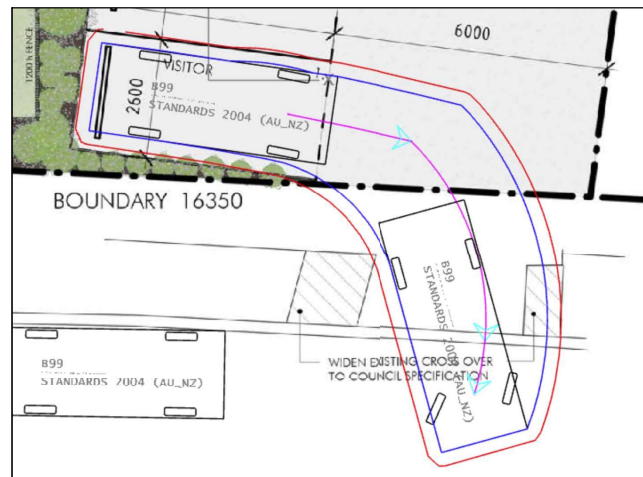 6000
1200 h FENCE
VISITOR
B99
STANDARDS 2004 (AU_NZ)
2600
BOUNDARY 16350
B99
STANDARDS 2004 (AU_NZ)
B99
STANDARDS 2004 (AU_NZ)
WIDEN EXISTING CROSS OVER
TO COUNCIL SPECIFICATION